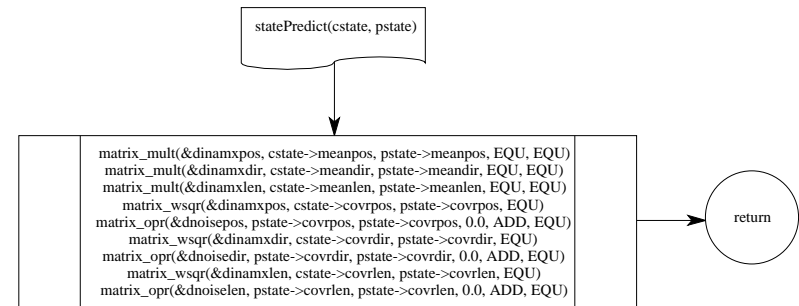 statePredict(cstate, pstate)
matrix_mult(&dinamxpos, cstate->meanpos, pstate->meanpos, EQU, EQU)
matrix_mult(&dinamxdir, cstate->meandir, pstate->meandir, EQU, EQU)
matrix_mult(&dinamxlen, cstate->meanlen, pstate->meanlen, EQU, EQU)
matrix_wsqr(&dinamxpos, cstate->covrpos, pstate->covrpos, EQU)
matrix_opr(&dnoisepos, pstate->covrpos, pstate->covrpos, 0.0, ADD, EQU)
matrix_wsqr(&dinamxdir, cstate->covrdir, pstate->covrdir, EQU)
matrix_opr(&dnoisedir, pstate->covrdir, pstate->covrdir, 0.0, ADD, EQU)
matrix_wsqr(&dinamxlen, cstate->covrlen, pstate->covrlen, EQU)
matrix_opr(&dnoiselen, pstate->covrlen, pstate->covrlen, 0.0, ADD, EQU)
return